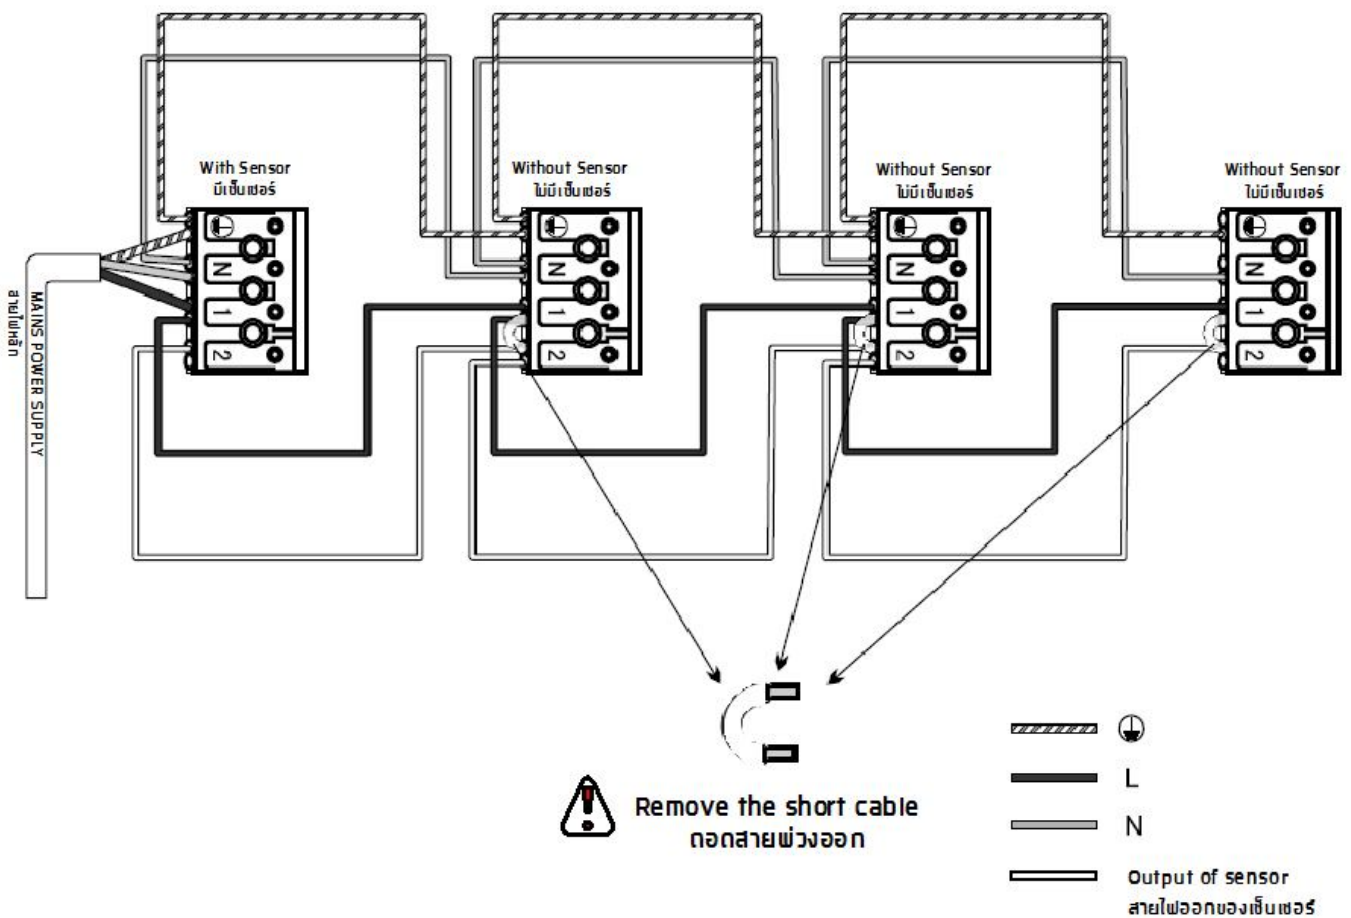 With Sensor
มีเซ็นเซอร์
Without Sensor
ไม่มีเซ็นเซอร์
Without Sensor
ไม่มีเซ็นเซอร์
Without Sensor
ไม่มีเซ็นเซอร์
N
1
2
N
1
2
N
1
2
N
1
2
MAINS POWER SUPPLY
สายไฟหลัก
Remove the short cable
ถอดสายพ่วงออก
L
N
Output of sensor
สายไฟออกของเซ็นเซอร์